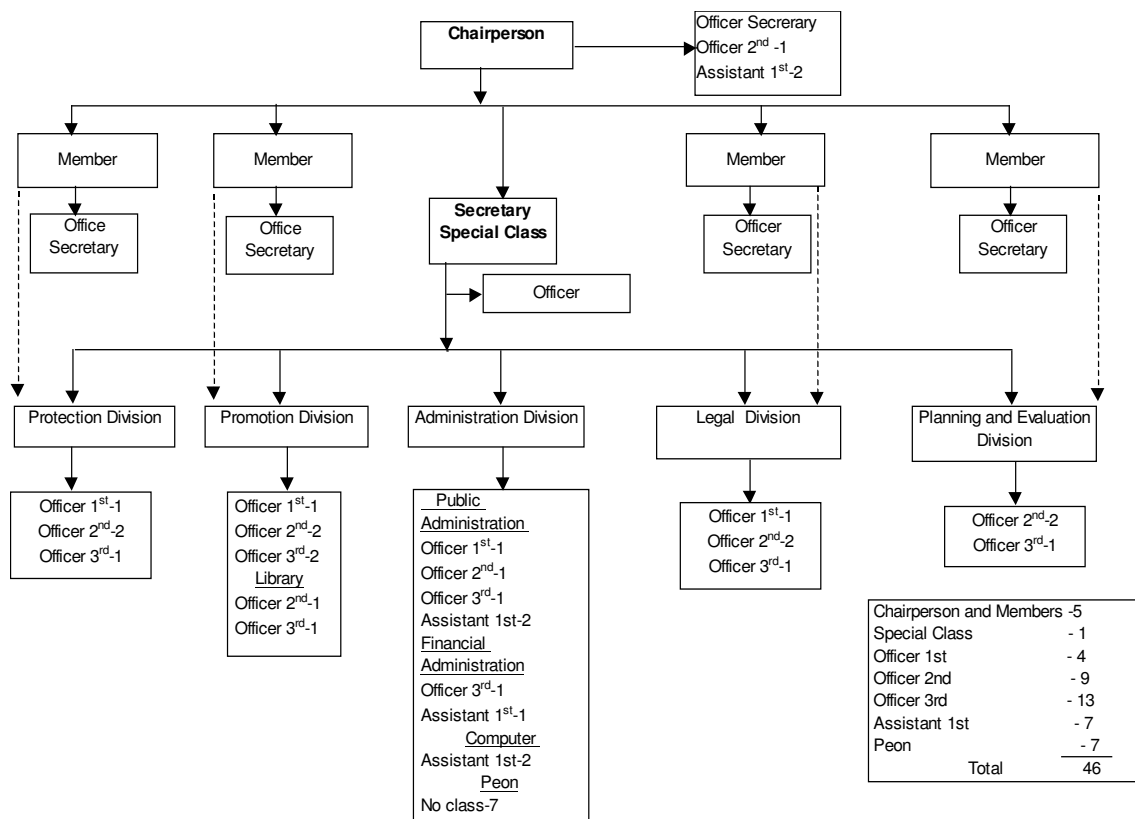 Chairperson
Officer Secrerary
Officer 2nd -1
Assistant 1st-2
Member
Member
Member
Member
Office
Secretary
Office
Secretary
Secretary
Special Class
Officer
Secretary
Officer
Secretary
Officer
Protection Division
Promotion Division
Administration Division
Legal Division
Planning and Evaluation
Division
Officer 1st-1
Officer 2nd-2
Officer 3rd-1
Officer 1st-1
Officer 2nd-2
Officer 3rd-2
Library
Officer 2nd-1
Officer 3rd-1
Public
Administration
Officer 1st-1
Officer 2nd-1
Officer 3rd-1
Assistant 1st-2
Financial
Administration
Officer 3rd-1
Assistant 1st-1
Computer
Assistant 1st-2
Peon
No class-7
Officer 1st-1
Officer 2nd-2
Officer 3rd-1
Officer 2nd-2
Officer 3rd-1
Chairperson and Members -5
Special Class - 1
Officer 1st - 4
Officer 2nd - 9
Officer 3rd - 13
Assistant 1st - 7
Peon - 7
Total 46